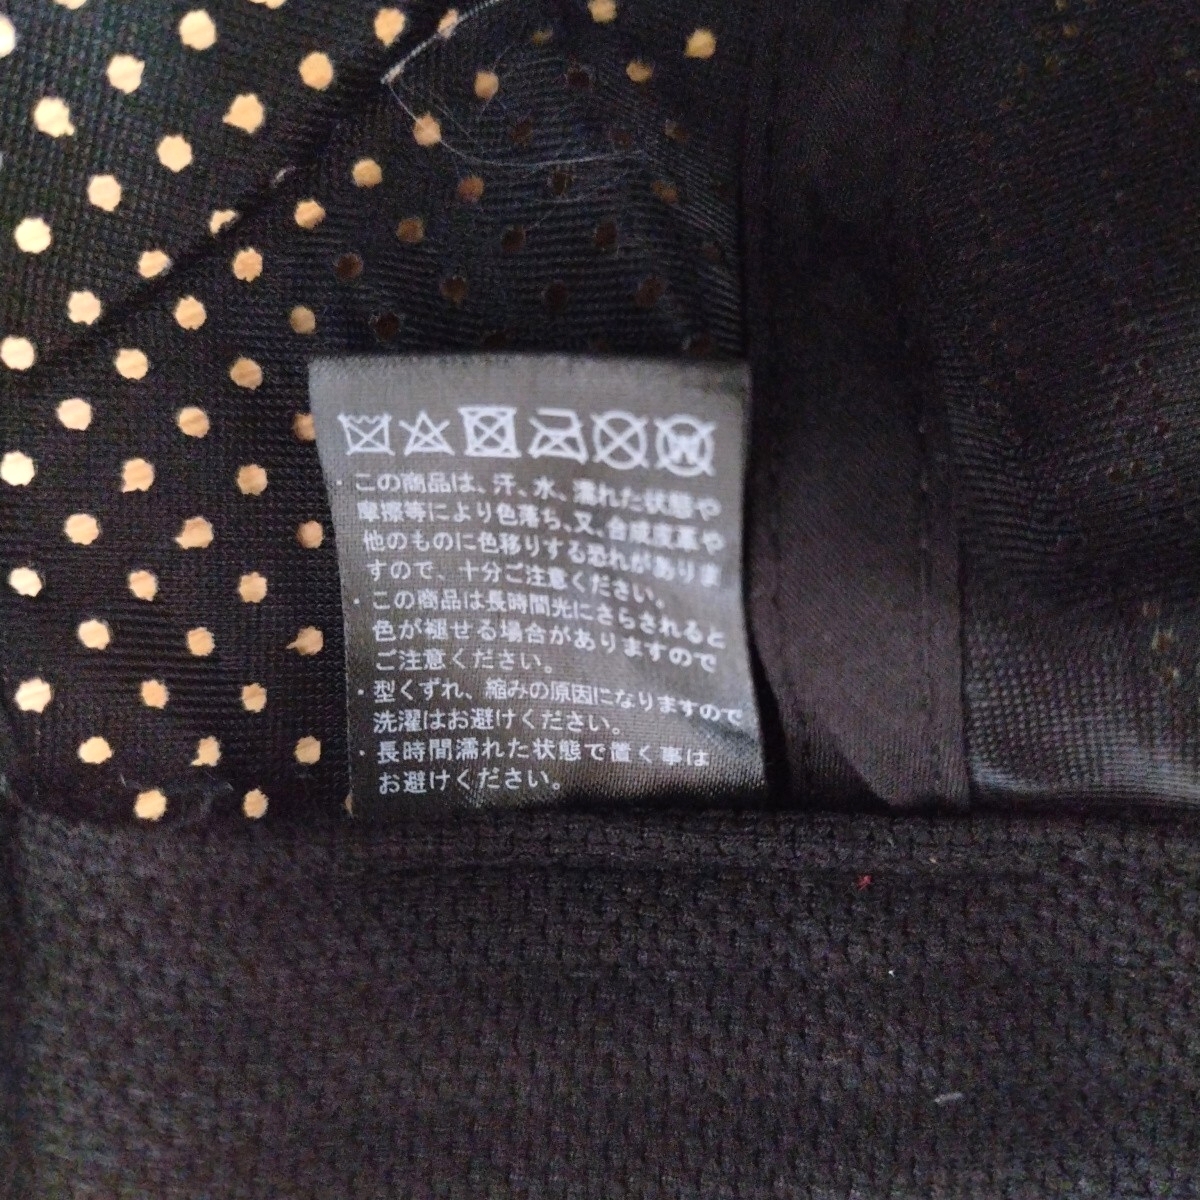 ・この商品は、汗、水、濡れた状態や
摩擦等により色落ち、又、合成皮革や
他のものに色移りする恐れがありま
すので、十分ご注意ください。
・この商品は長時間光にさらされると
色が褪せる場合がありますので
ご注意ください。
・型くずれ、縮みの原因になりますので
洗濯はお避けください。
・長時間濡れた状態で置く事は
お避けください。